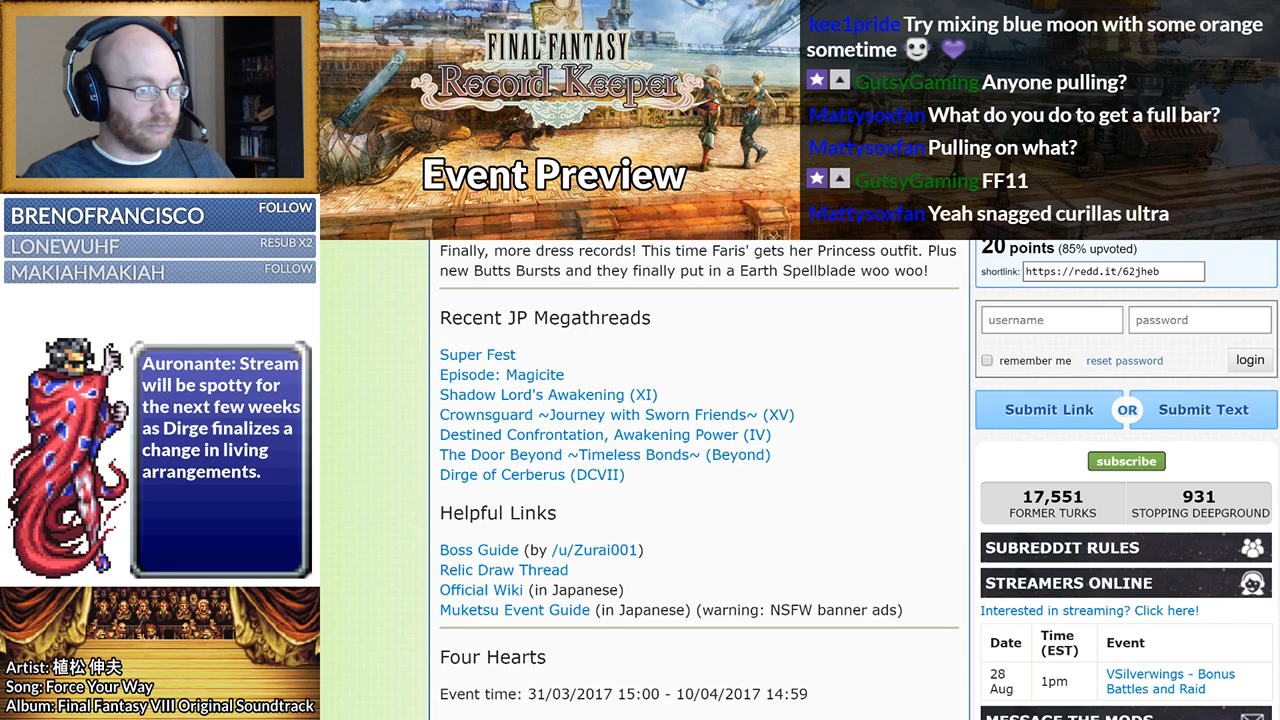 BRENOFRANCISCO FOLLOW
LONEWUHF RESUB X2
MAKIAHMAKIAH FOLLOW
Auronante: Stream
will be spotty for
the next few weeks
as Dirge finalizes a
change in living
arrangements.
Artist: 植松 伸夫
Song: Force Your Way
Album: Final Fantasy VIII Original Soundtrack
FINAL FANTASY
Record Keeper
Event Preview
kee1pride Try mixing blue moon with some orange
sometime
GutsyGaming Anyone pulling?
Mattysoxfan What do you do to get a full bar?
Mattysoxfan Pulling on what?
GutsyGaming FF11
Mattysoxfan Yeah snagged curillas ultra
Finally, more dress records! This time Faris' gets her Princess outfit. Plus
new Butts Bursts and they finally put in a Earth Spellblade woo woo!
Recent JP Megathreads
Super Fest
Episode: Magicite
Shadow Lord's Awakening (XI)
Crownsguard ~Journey with Sworn Friends~ (XV)
Destined Confrontation, Awakening Power (IV)
The Door Beyond ~Timeless Bonds~ (Beyond)
Dirge of Cerberus (DCVII)
Helpful Links
Boss Guide (by /u/Zurai001)
Relic Draw Thread
Official Wiki (in Japanese)
Muketsu Event Guide (in Japanese) (warning: NSFW banner ads)
Four Hearts
Event time: 31/03/2017 15:00 - 10/04/2017 14:59
20 points (85% upvoted)
shortlink: https://redd.it/62jheb
username password
remember me reset password login
Submit Link OR Submit Text
subscribe
17,551 931
FORMER TURKS STOPPING DEEPGROUND
SUBREDDIT RULES
STREAMERS ONLINE
Interested in streaming? Click here!
Date Time (EST) Event
28 Aug 1pm VSilverwings - Bonus
Battles and Raid
MESSAGE THE MODS